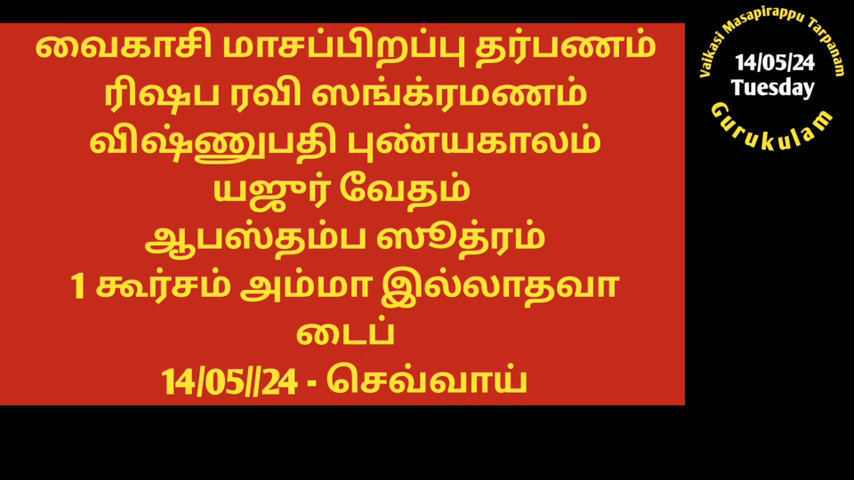 வைகாசி மாசப்பிறப்பு தர்பணம்
ரிஷப ரவி ஸங்க்ரமணம்
விஷ்ணுபதி புண்யகாலம்
யஜுர் வேதம்
ஆபஸ்தம்ப ஸூத்ரம்
1 கூர்சம் அம்மா இல்லாதவா
டைப்
14/05//24 - செவ்வாய்
Vaikasi Masapirappu Tarpanam
14/05/24
Tuesday
Gurukulam